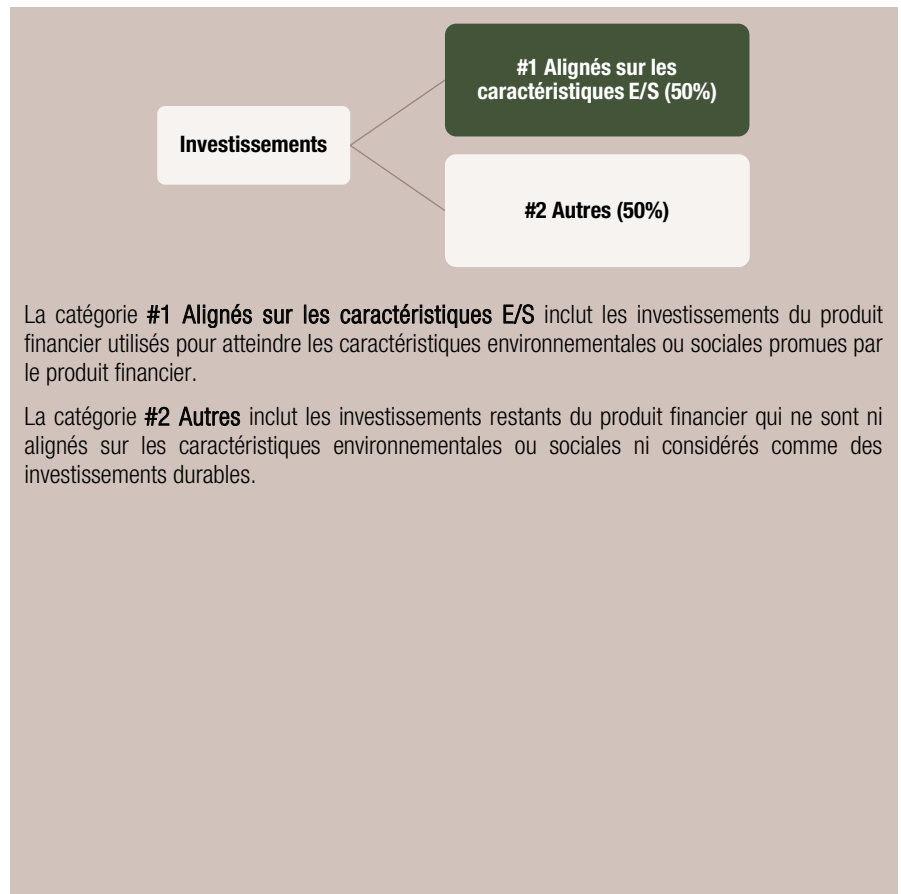 #1 Alignés sur les
caractéristiques E/S (50%)
Investissements
#2 Autres (50%)
La catégorie #1 Alignés sur les caractéristiques E/S inclut les investissements du produit
financier utilisés pour atteindre les caractéristiques environnementales ou sociales promues par
le produit financier.
La catégorie #2 Autres inclut les investissements restants du produit financier qui ne sont ni
alignés sur les caractéristiques environnementales ou sociales ni considérés comme des
investissements durables.